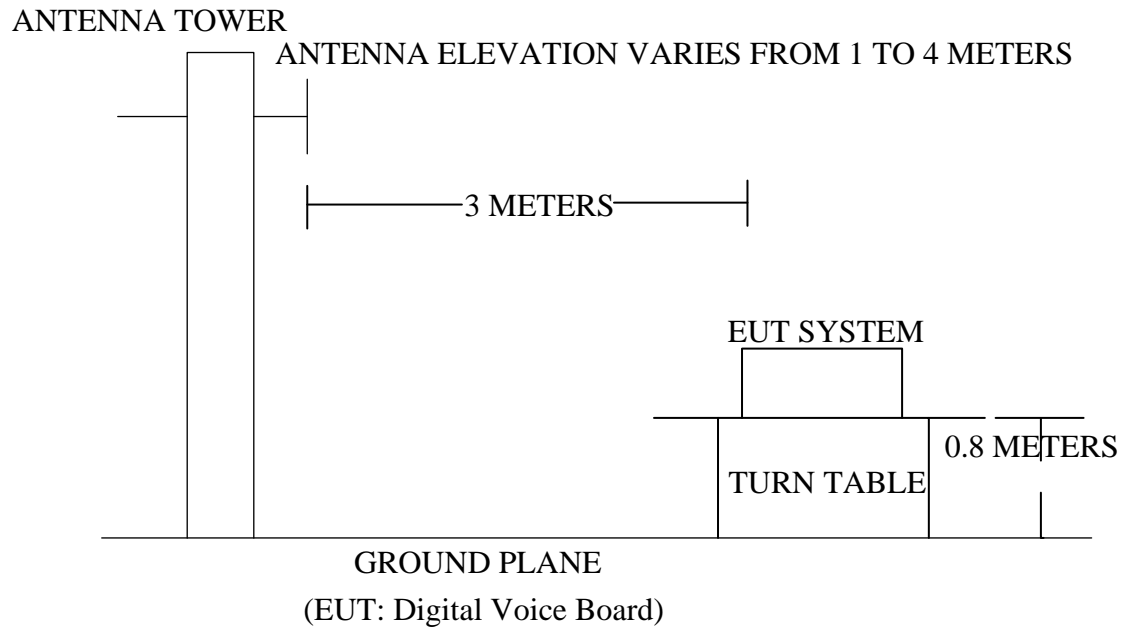 ANTENNA TOWER
ANTENNA ELEVATION VARIES FROM 1 TO 4 METERS
3 METERS
EUT SYSTEM
0.8 METERS
TURN TABLE
GROUND PLANE
(EUT: Digital Voice Board)